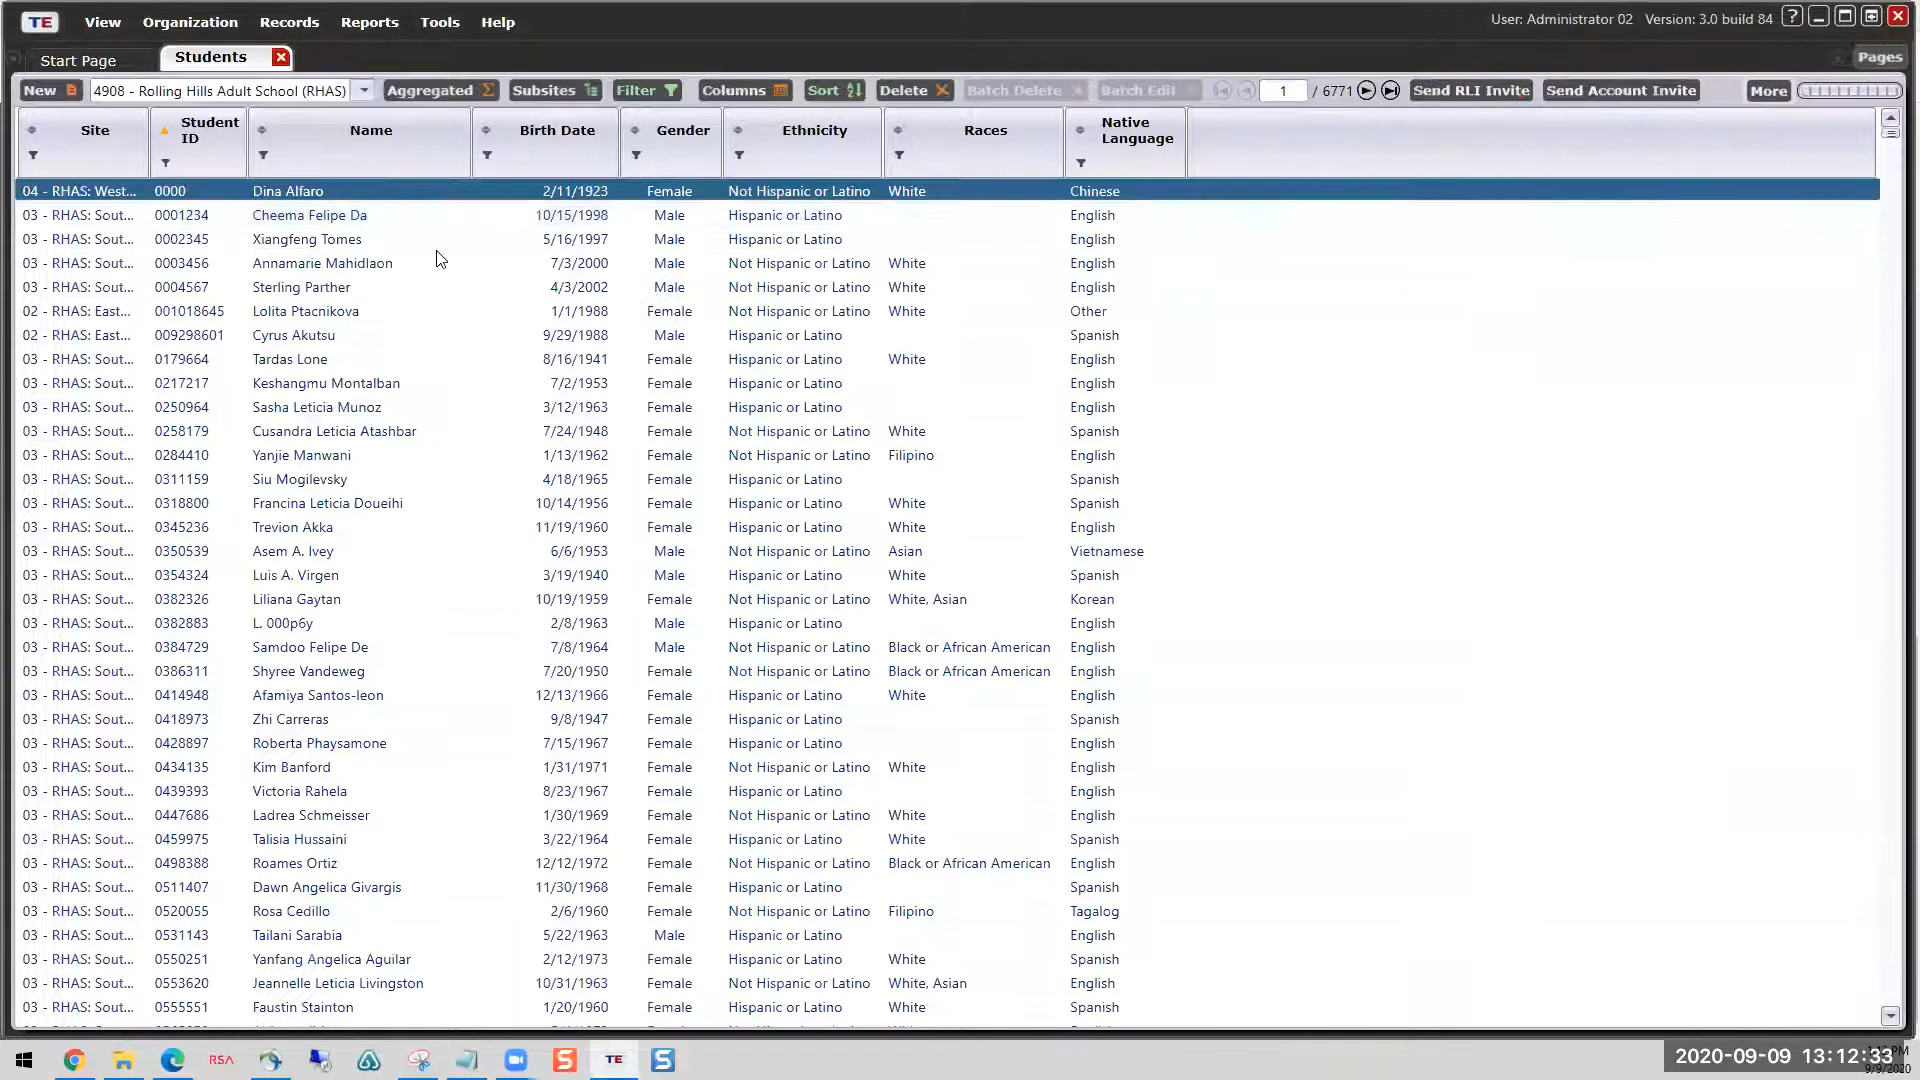 TE View Organization Records Reports Tools Help User: Administrator 02 Version: 3.0 build 84 ?
Start Page Students Pages
New 4908 - Rolling Hills Adult School (RHAS) Aggregated Subsites Filter Columns Sort Delete Batch Delete Batch Edit 1 / 6771 Send RLI Invite Send Account Invite More
Site Student ID Name Birth Date Gender Ethnicity Races Native Language
04 - RHAS: West... 0000 Dina Alfaro 2/11/1923 Female Not Hispanic or Latino White Chinese
03 - RHAS: Sout... 0001234 Cheema Felipe Da 10/15/1998 Male Hispanic or Latino English
03 - RHAS: Sout... 0002345 Xiangfeng Tomes 5/16/1997 Male Hispanic or Latino English
03 - RHAS: Sout... 0003456 Annamarie Mahidlaon 7/3/2000 Male Not Hispanic or Latino White English
03 - RHAS: Sout... 0004567 Sterling Parther 4/3/2002 Male Not Hispanic or Latino White English
02 - RHAS: East... 001018645 Lolita Ptacnikova 1/1/1988 Female Not Hispanic or Latino White Other
02 - RHAS: East... 009298601 Cyrus Akutsu 9/29/1988 Male Hispanic or Latino Spanish
03 - RHAS: Sout... 0179664 Tardas Lone 8/16/1941 Female Hispanic or Latino White English
03 - RHAS: Sout... 0217217 Keshangmu Montalban 7/2/1953 Female Hispanic or Latino English
03 - RHAS: Sout... 0250964 Sasha Leticia Munoz 3/12/1963 Female Hispanic or Latino English
03 - RHAS: Sout... 0258179 Cusandra Leticia Atashbar 7/24/1948 Female Not Hispanic or Latino White Spanish
03 - RHAS: Sout... 0284410 Yanjie Manwani 1/13/1962 Female Not Hispanic or Latino Filipino English
03 - RHAS: Sout... 0311159 Siu Mogilevsky 4/18/1965 Female Hispanic or Latino Spanish
03 - RHAS: Sout... 0318800 Francina Leticia Doueihi 10/14/1956 Female Hispanic or Latino White Spanish
03 - RHAS: Sout... 0345236 Trevion Akka 11/19/1960 Female Hispanic or Latino White English
03 - RHAS: Sout... 0350539 Asem A. Ivey 6/6/1953 Male Not Hispanic or Latino Asian Vietnamese
03 - RHAS: Sout... 0354324 Luis A. Virgen 3/19/1940 Male Hispanic or Latino White Spanish
03 - RHAS: Sout... 0382326 Liliana Gaytan 10/19/1959 Female Not Hispanic or Latino White, Asian Korean
03 - RHAS: Sout... 0382883 L. 000p6y 2/8/1963 Male Hispanic or Latino English
03 - RHAS: Sout... 0384729 Samdoo Felipe De 7/8/1964 Male Not Hispanic or Latino Black or African American English
03 - RHAS: Sout... 0386311 Shyree Vandeweg 7/20/1950 Female Not Hispanic or Latino Black or African American English
03 - RHAS: Sout... 0414948 Afamiya Santos-leon 12/13/1966 Female Hispanic or Latino White English
03 - RHAS: Sout... 0418973 Zhi Carreras 9/8/1947 Female Hispanic or Latino Spanish
03 - RHAS: Sout... 0428897 Roberta Phaysamone 7/15/1967 Female Hispanic or Latino English
03 - RHAS: Sout... 0434135 Kim Banford 1/31/1971 Female Not Hispanic or Latino White English
03 - RHAS: Sout... 0439393 Victoria Rahela 8/23/1967 Female Hispanic or Latino English
03 - RHAS: Sout... 0447686 Ladrea Schmeisser 1/30/1969 Female Not Hispanic or Latino White English
03 - RHAS: Sout... 0459975 Talisia Hussaini 3/22/1964 Female Hispanic or Latino White Spanish
03 - RHAS: Sout... 0498388 Roames Ortiz 12/12/1972 Female Not Hispanic or Latino Black or African American English
03 - RHAS: Sout... 0511407 Dawn Angelica Givargis 11/30/1968 Female Hispanic or Latino Spanish
03 - RHAS: Sout... 0520055 Rosa Cedillo 2/6/1960 Female Not Hispanic or Latino Filipino Tagalog
03 - RHAS: Sout... 0531143 Tailani Sarabia 5/22/1963 Male Hispanic or Latino English
03 - RHAS: Sout... 0550251 Yanfang Angelica Aguilar 2/12/1973 Female Hispanic or Latino White Spanish
03 - RHAS: Sout... 0553620 Jeannelle Leticia Livingston 10/31/1963 Female Not Hispanic or Latino White, Asian English
03 - RHAS: Sout... 0555551 Faustin Stainton 1/20/1960 Female Hispanic or Latino White Spanish
RSA S TE S 2020-09-09 13:12:33
9/9/2020